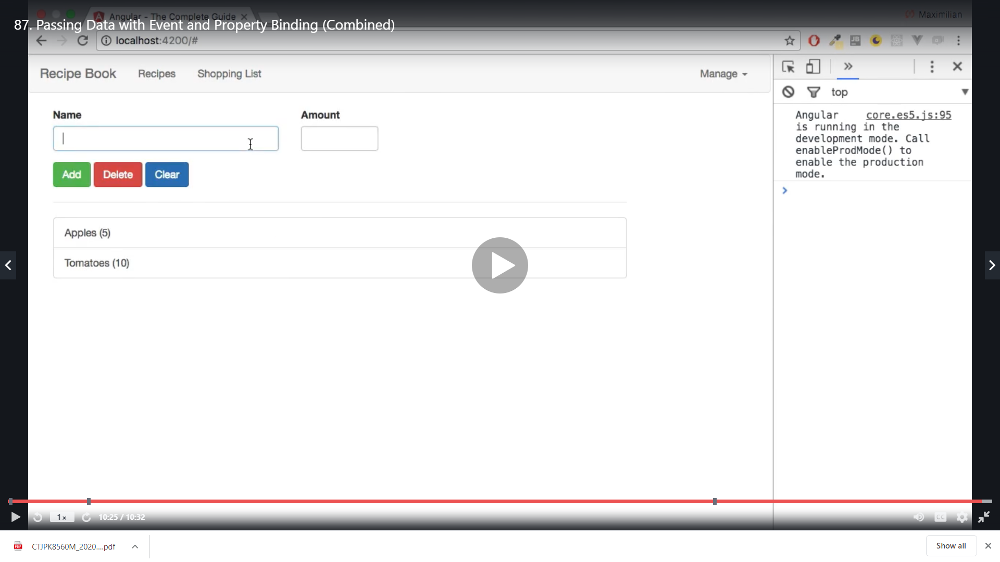 Angular - The Complete Guide
Maximilian
87. Passing Data with Event and Property Binding (Combined)
localhost:4200/#
JB
Recipe Book
Recipes
Shopping List
Manage
top
Name
Amount
Angular core.es5.js:95
is running in the
development mode. Call
enableProdMode() to
enable the production
mode.
Add
Delete
Clear
Apples (5)
Tomatoes (10)
1x
10:25 / 10:32
CC
PDF
CTJPK8560M_2020....pdf
Show all